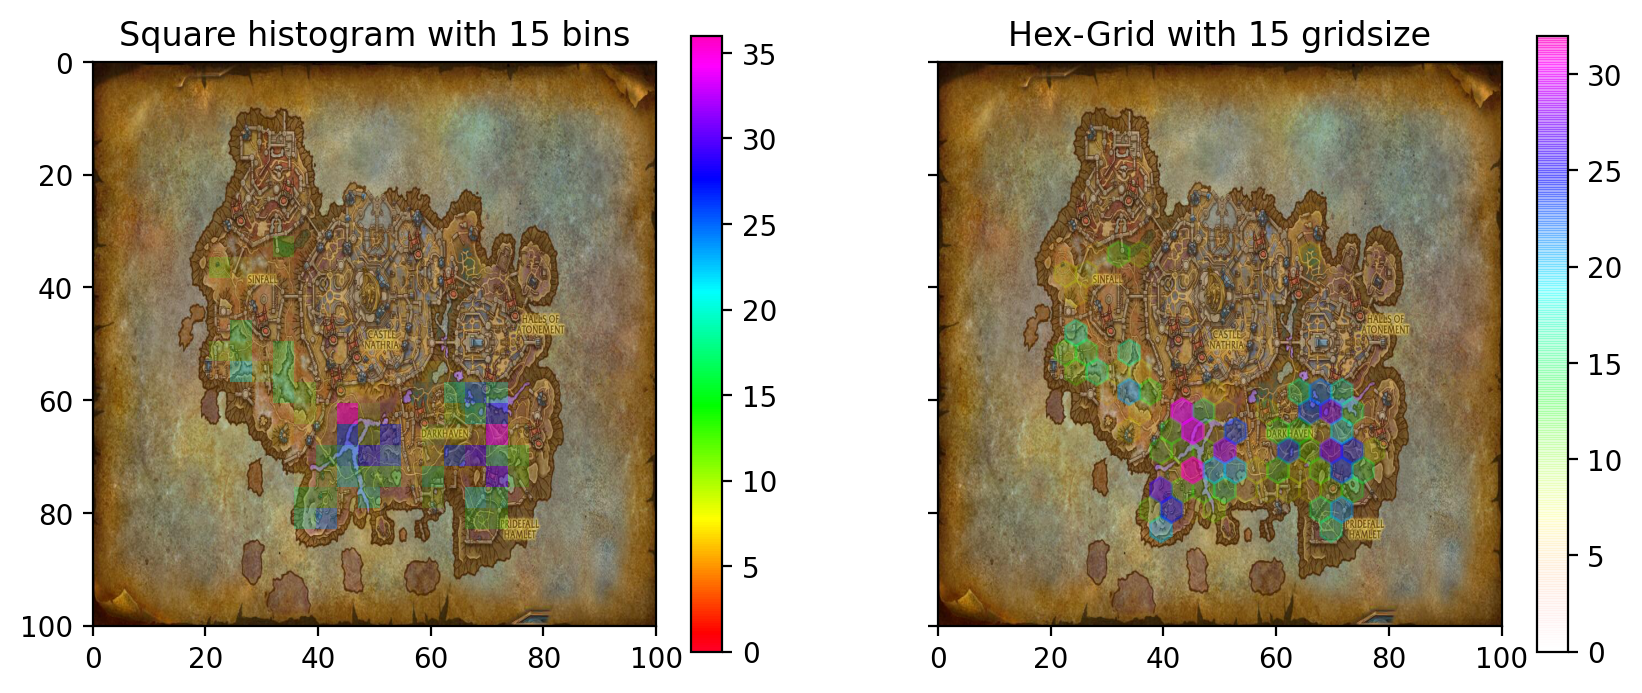 Square histogram with 15 bins
0
20
40
60
80
100
0
20
40
60
80
100
SINFALL
CASTLE
NATHRIA
HALLS OF
ATONEMENT
DARKHAVEN
PRIDEFALL
HAMLET
35
30
25
20
15
10
5
0
Hex-Grid with 15 gridsize
0
20
40
60
80
100
SINFALL
CASTLE
NATHRIA
HALLS OF
ATONEMENT
DARKHAVEN
PRIDEFALL
HAMLET
30
25
20
15
10
5
0